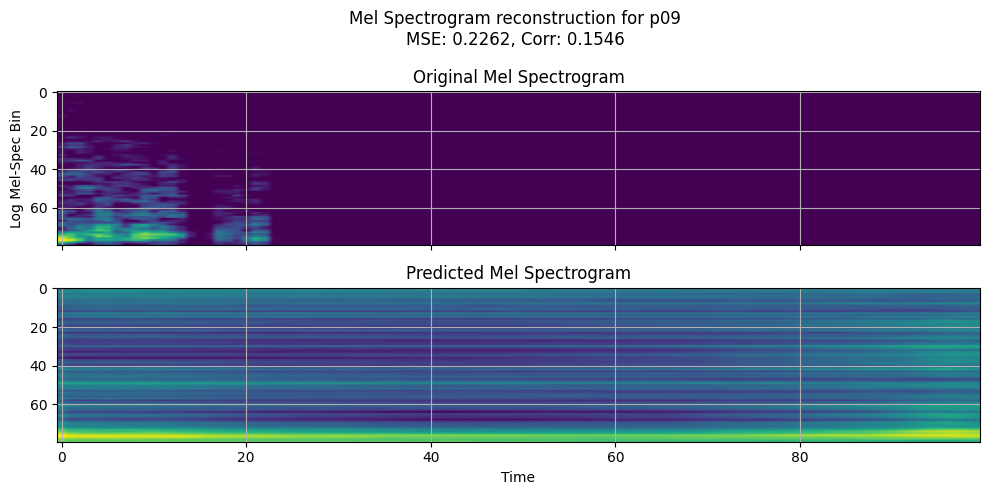 Mel Spectrogram reconstruction for p09
MSE: 0.2262, Corr: 0.1546
Original Mel Spectrogram
0
20
40
60
Log Mel-Spec Bin
Predicted Mel Spectrogram
0
20
40
60
0 20 40 60 80
Time